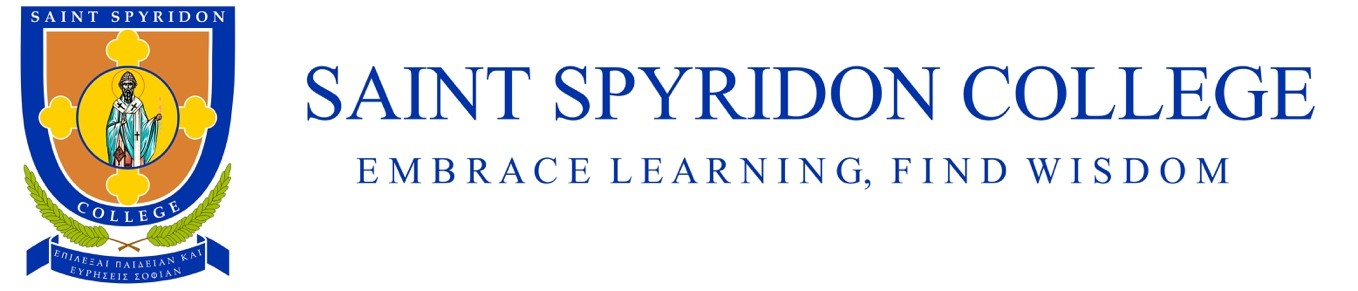 SAINT SPYRIDON
COLLEGE
ΕΠΙΛΕΞΑΙ ΠΑΙΔΕΙΑΝ ΚΑΙ
ΕΥΡΗΣΕΙΣ ΣΟΦΙΑΝ
SAINT SPYRIDON COLLEGE
EMBRACE LEARNING, FIND WISDOM